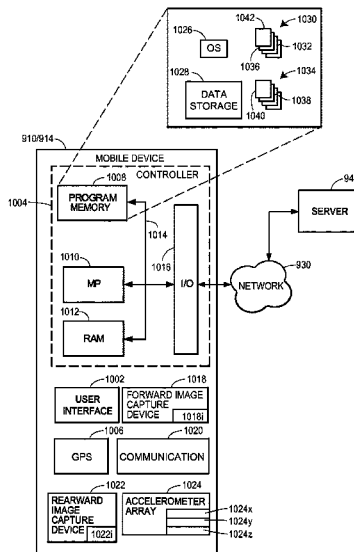 1042
1030
1026
OS
1032
1036
1028
1034
DATA
STORAGE
1038
1040
910/914
MOBILE DEVICE
CONTROLLER
1008
1004
PROGRAM
MEMORY
1014
1016
SERVER
1010
930
MP
I/O
NETWORK
1012
RAM
1002
1018
USER
INTERFACE
FORWARD IMAGE
CAPTURE
DEVICE
1018i
1006
1020
GPS
COMMUNICATION
1022
1024
REARWARD
IMAGE
CAPTURE
DEVICE
1022i
ACCELEROMETER
ARRAY
1024x
1024y
1024z